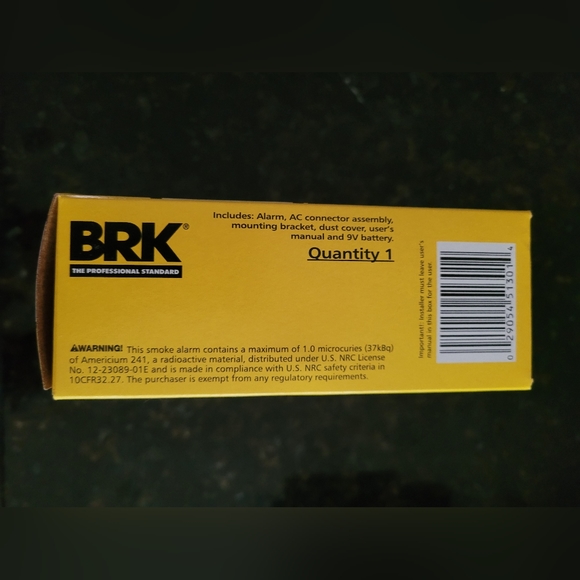 BRK®
THE PROFESSIONAL STANDARD
Includes: Alarm, AC connector assembly,
mounting bracket, dust cover, user's
manual and 9V battery.
Quantity 1
⚠WARNING! This smoke alarm contains a maximum of 1.0 microcuries (37kBq)
of Americium 241, a radioactive material, distributed under U.S. NRC License
No. 12-23089-01E and is made in compliance with U.S. NRC safety criteria in
10CFR32.27. The purchaser is exempt from any regulatory requirements.
Important! Installer must leave user's
manual in this box for the user.
0 29054 51301 4